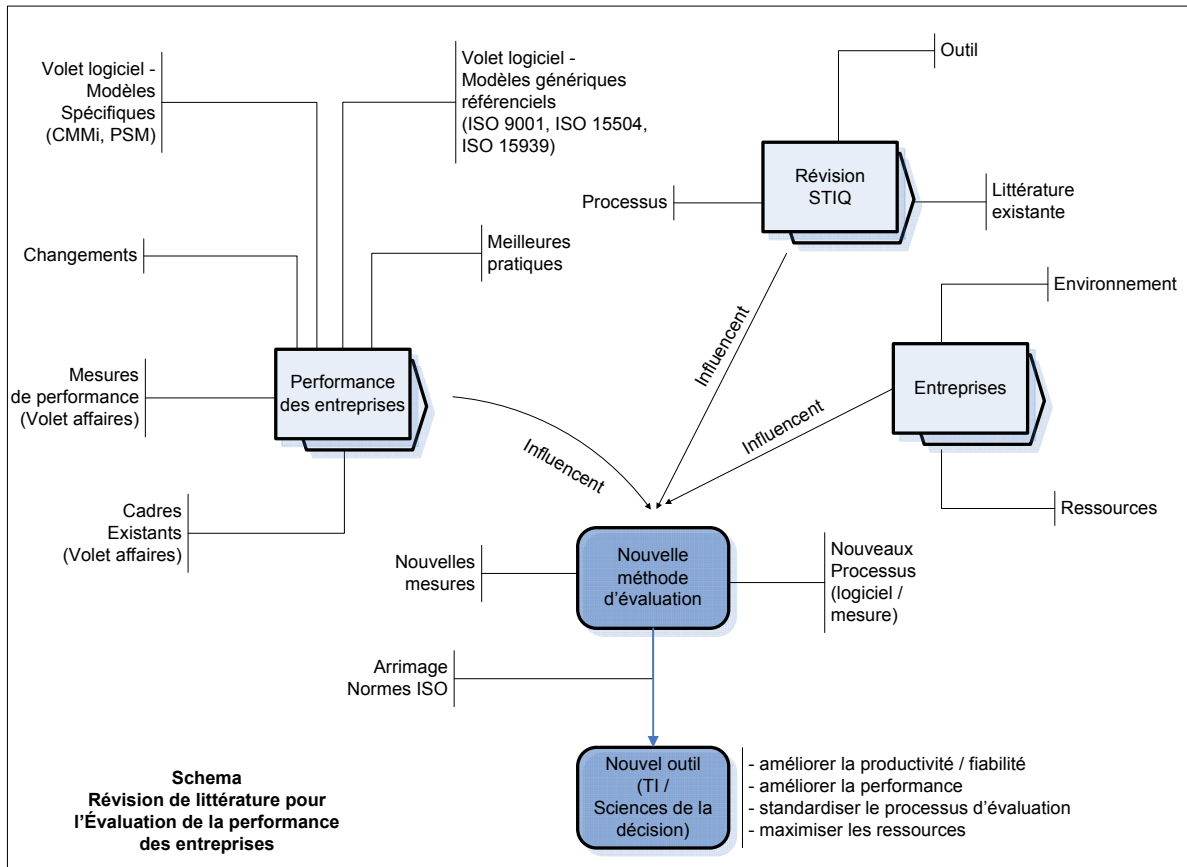 Volet logiciel -
Modèles
Spécifiques
(CMMi, PSM)
Volet logiciel -
Modèles génériques
référenciels
(ISO 9001, ISO 15504,
ISO 15939)
Outil
Révision
STIQ
Processus
Littérature
existante
Changements
Meilleures
pratiques
Environnement
Mesures
de performance
(Volet affaires)
Performance
des entreprises
Influencent
Entreprises
Influencent
Influencent
Cadres
Existants
(Volet affaires)
Ressources
Nouvelles
mesures
Nouvelle
méthode
d’évaluation
Nouveaux
Processus
(logiciel /
mesure)
Arrimage
Normes ISO
Nouvel outil
(TI /
Sciences de la
décision)
- améliorer la productivité / fiabilité
- améliorer la performance
- standardiser le processus d’évaluation
- maximiser les ressources
Schema
Révision de littérature pour
l’Évaluation de la performance
des entreprises